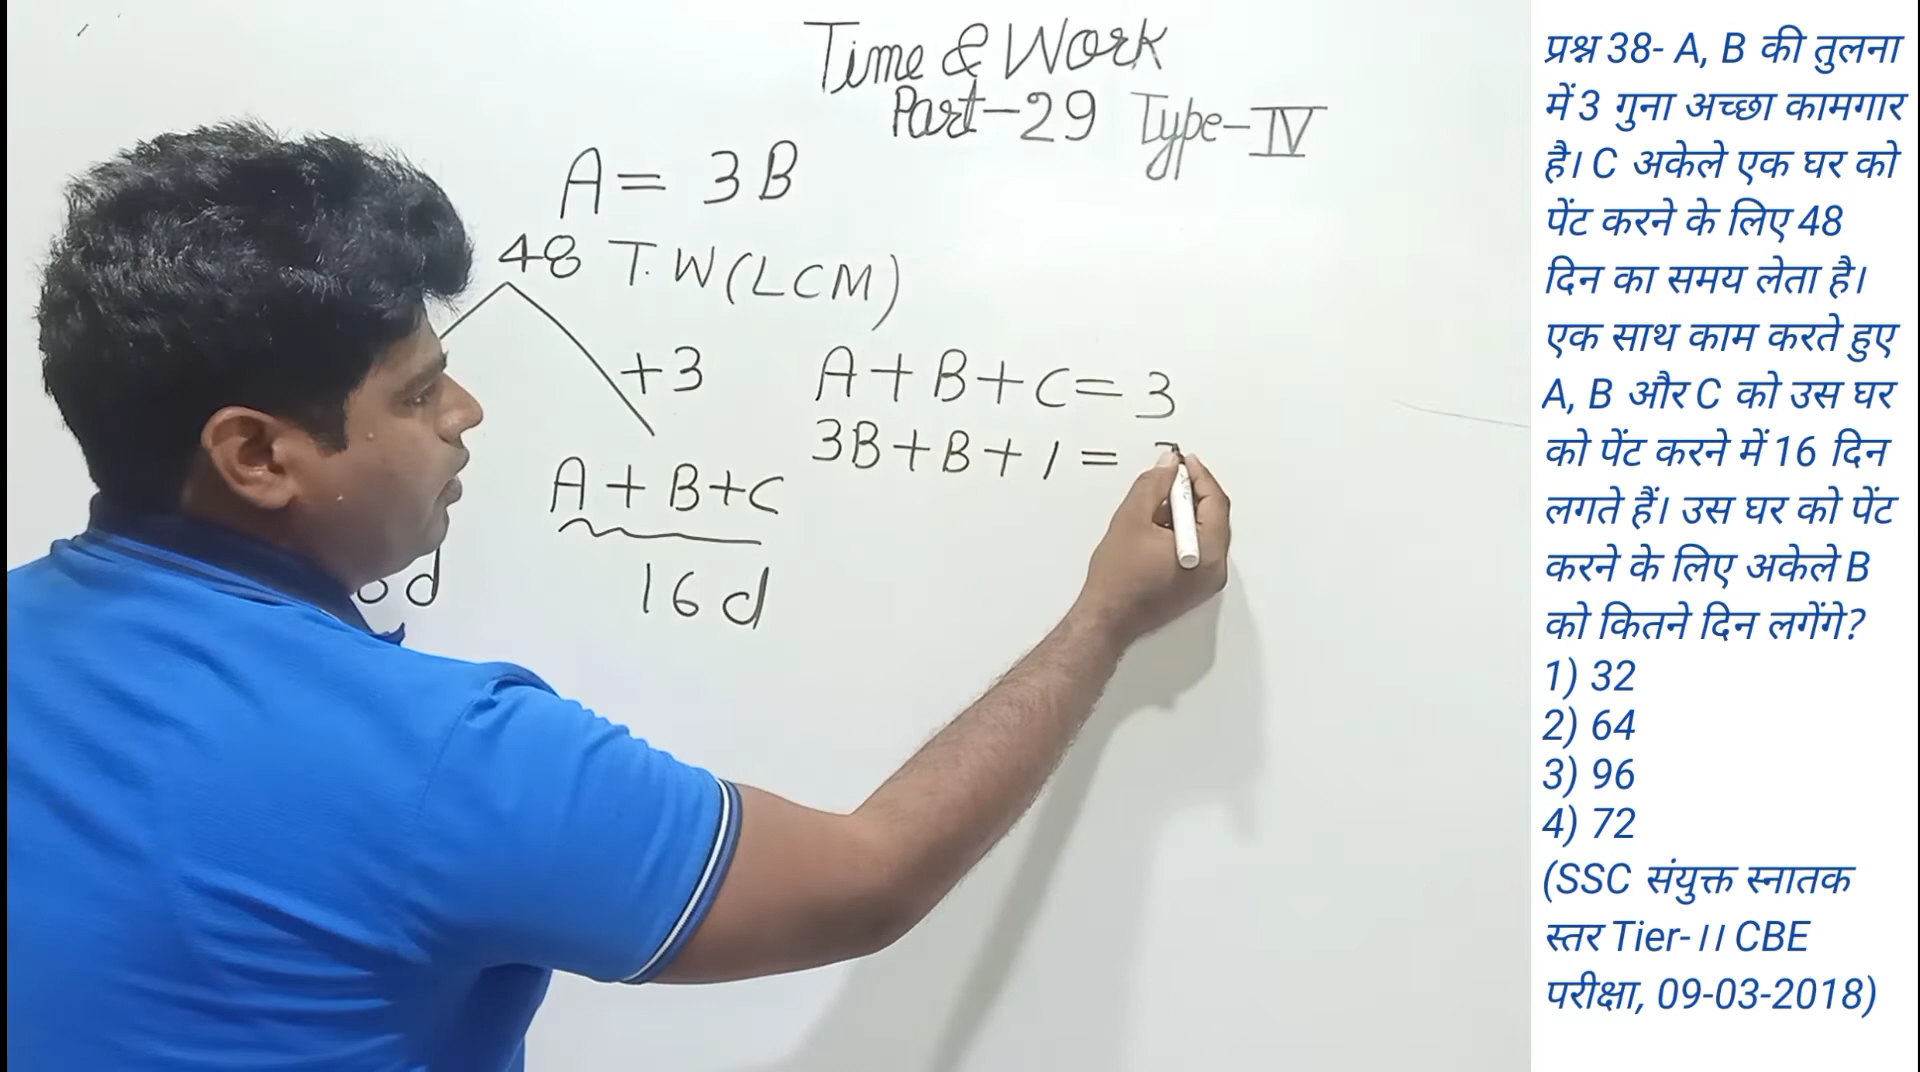 Time & Work
Part-29 Type-IV
A = 3B
48 T.W(LCM)
+3
A+B+C
16d
d
A+B+C=3
3B+B+1=
प्रश्न 38- A, B की तुलना
में 3 गुना अच्छा कामगार
है। C अकेले एक घर को
पेंट करने के लिए 48
दिन का समय लेता है।
एक साथ काम करते हुए
A, B और C को उस घर
को पेंट करने में 16 दिन
लगते हैं। उस घर को पेंट
करने के लिए अकेले B
को कितने दिन लगेंगे?
1) 32
2) 64
3) 96
4) 72
(SSC संयुक्त स्नातक
स्तर Tier-।। CBE
परीक्षा, 09-03-2018)